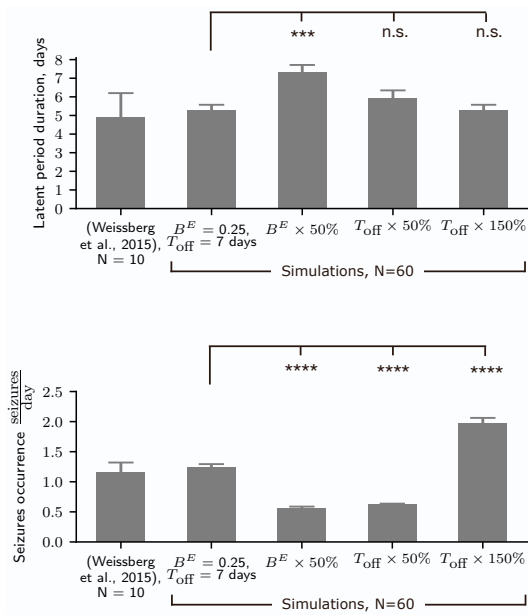 *** n.s. n.s.
Latent period duration, days
8
7
6
5
4
3
2
1
0
(Weissberg
et al., 2015),
N = 10
B^E = 0.25,
T_off = 7 days
B^E × 50%
T_off × 50%
T_off × 150%
Simulations, N=60
**** **** ****
Seizures occurrence seizures/day
2.5
2.0
1.5
1.0
0.5
0.0
(Weissberg
et al., 2015),
N = 10
B^E = 0.25,
T_off = 7 days
B^E × 50%
T_off × 50%
T_off × 150%
Simulations, N=60